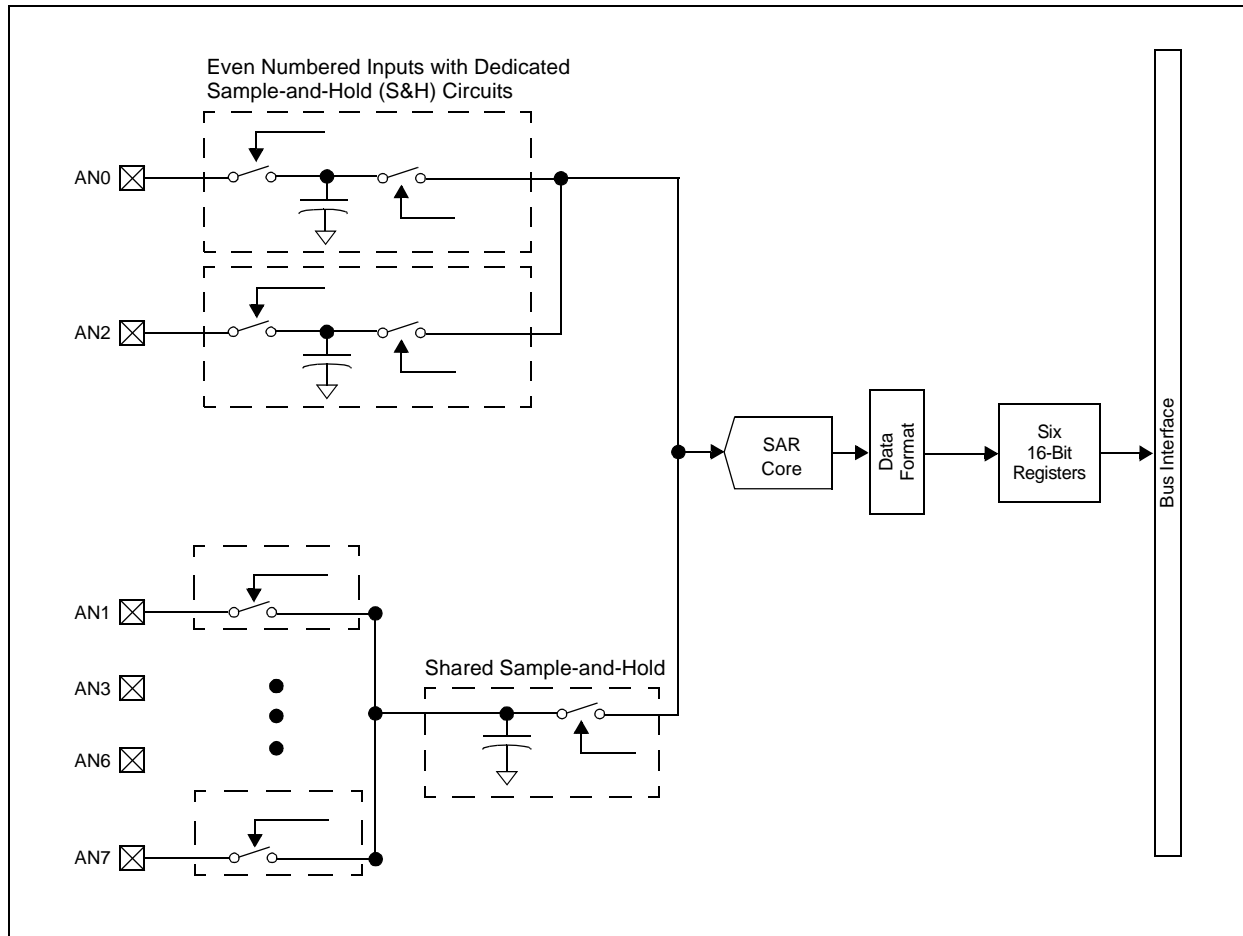 Even Numbered Inputs with Dedicated
Sample-and-Hold (S&H) Circuits
AN0
AN2
SAR
Core
Data
Format
Six
16-Bit
Registers
Bus Interface
AN1
Shared Sample-and-Hold
AN3
AN6
AN7